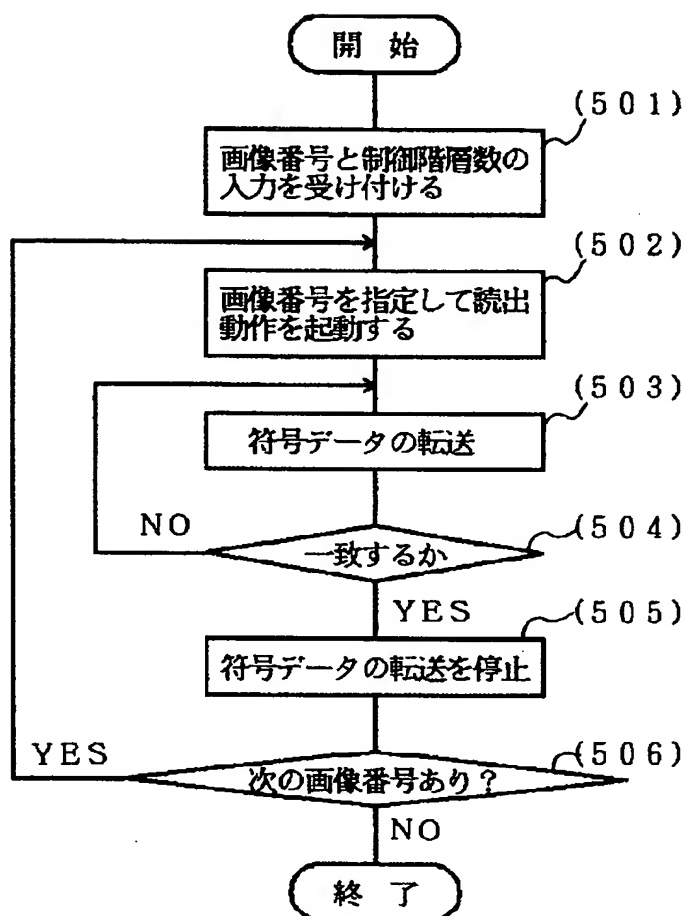 開 始
(501)
画像番号と制御階層数の
入力を受け付ける
(502)
画像番号を指定して読出
動作を起動する
(503)
符号データの転送
NO
(504)
一致するか
YES
(505)
符号データの転送を停止
YES
(506)
次の画像番号あり?
NO
終 了